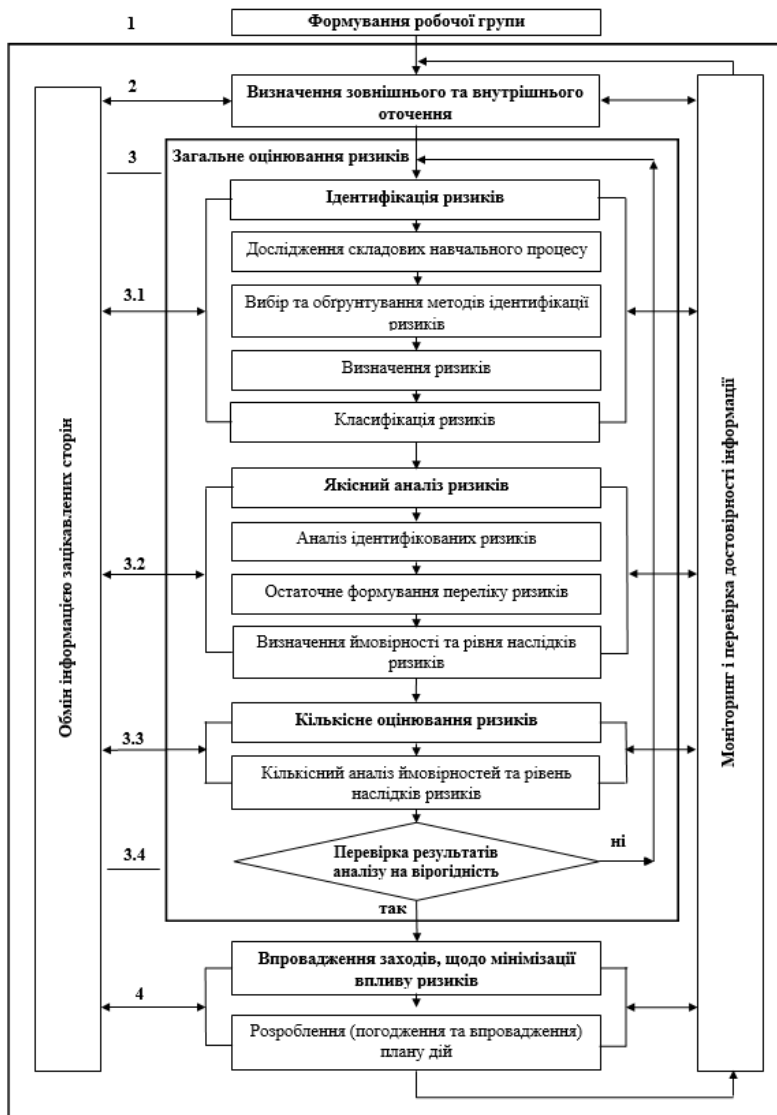 1
Формування робочої групи
2
Визначення зовнішнього та внутрішнього
оточення
3
Загальне оцінювання ризиків
Ідентифікація ризиків
Дослідження складових навчального процесу
3.1
Вибір та обґрунтування методів ідентифікації
ризиків
Визначення ризиків
Класифікація ризиків
Якісний аналіз ризиків
Аналіз ідентифікованих ризиків
3.2
Остаточне формування переліку ризиків
Визначення ймовірності та рівня наслідків
ризиків
Кількісне оцінювання ризиків
3.3
Кількісний аналіз ймовірностей та рівень
наслідків ризиків
3.4
Перевірка результатів
аналізу на вірогідність
ні
так
Впровадження заходів, щодо мінімізації
впливу ризиків
4
Розроблення (погодження та впровадження)
плану дій
Обмін інформацією зацікавлених сторін
Моніторинг і перевірка достовірності інформації